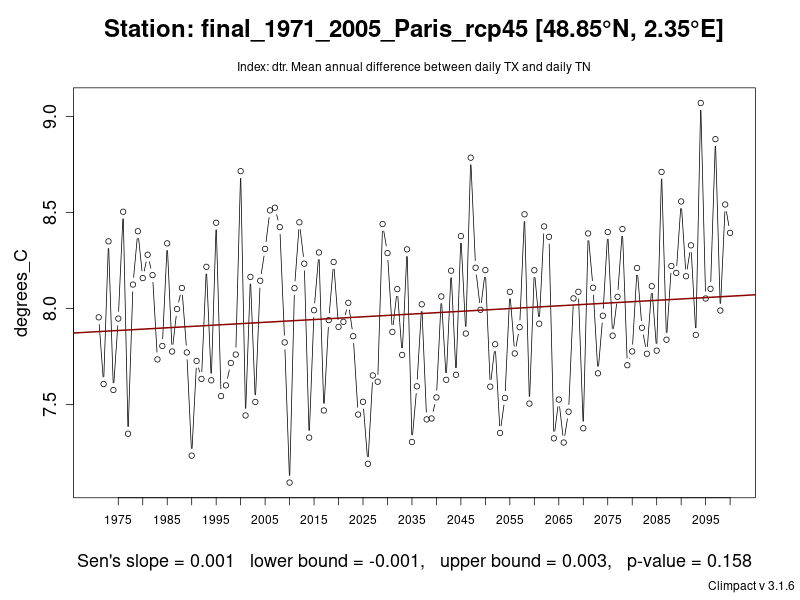 Station: final_1971_2005_Paris_rcp45 [48.85°N, 2.35°E]
Index: dtr. Mean annual difference between daily TX and daily TN
9.0
8.5
8.0
7.5
degrees_C
1975 1985 1995 2005 2015 2025 2035 2045 2055 2065 2075 2085 2095
Sen's slope = 0.001 lower bound = -0.001, upper bound = 0.003, p-value = 0.158
Climpact v 3.1.6